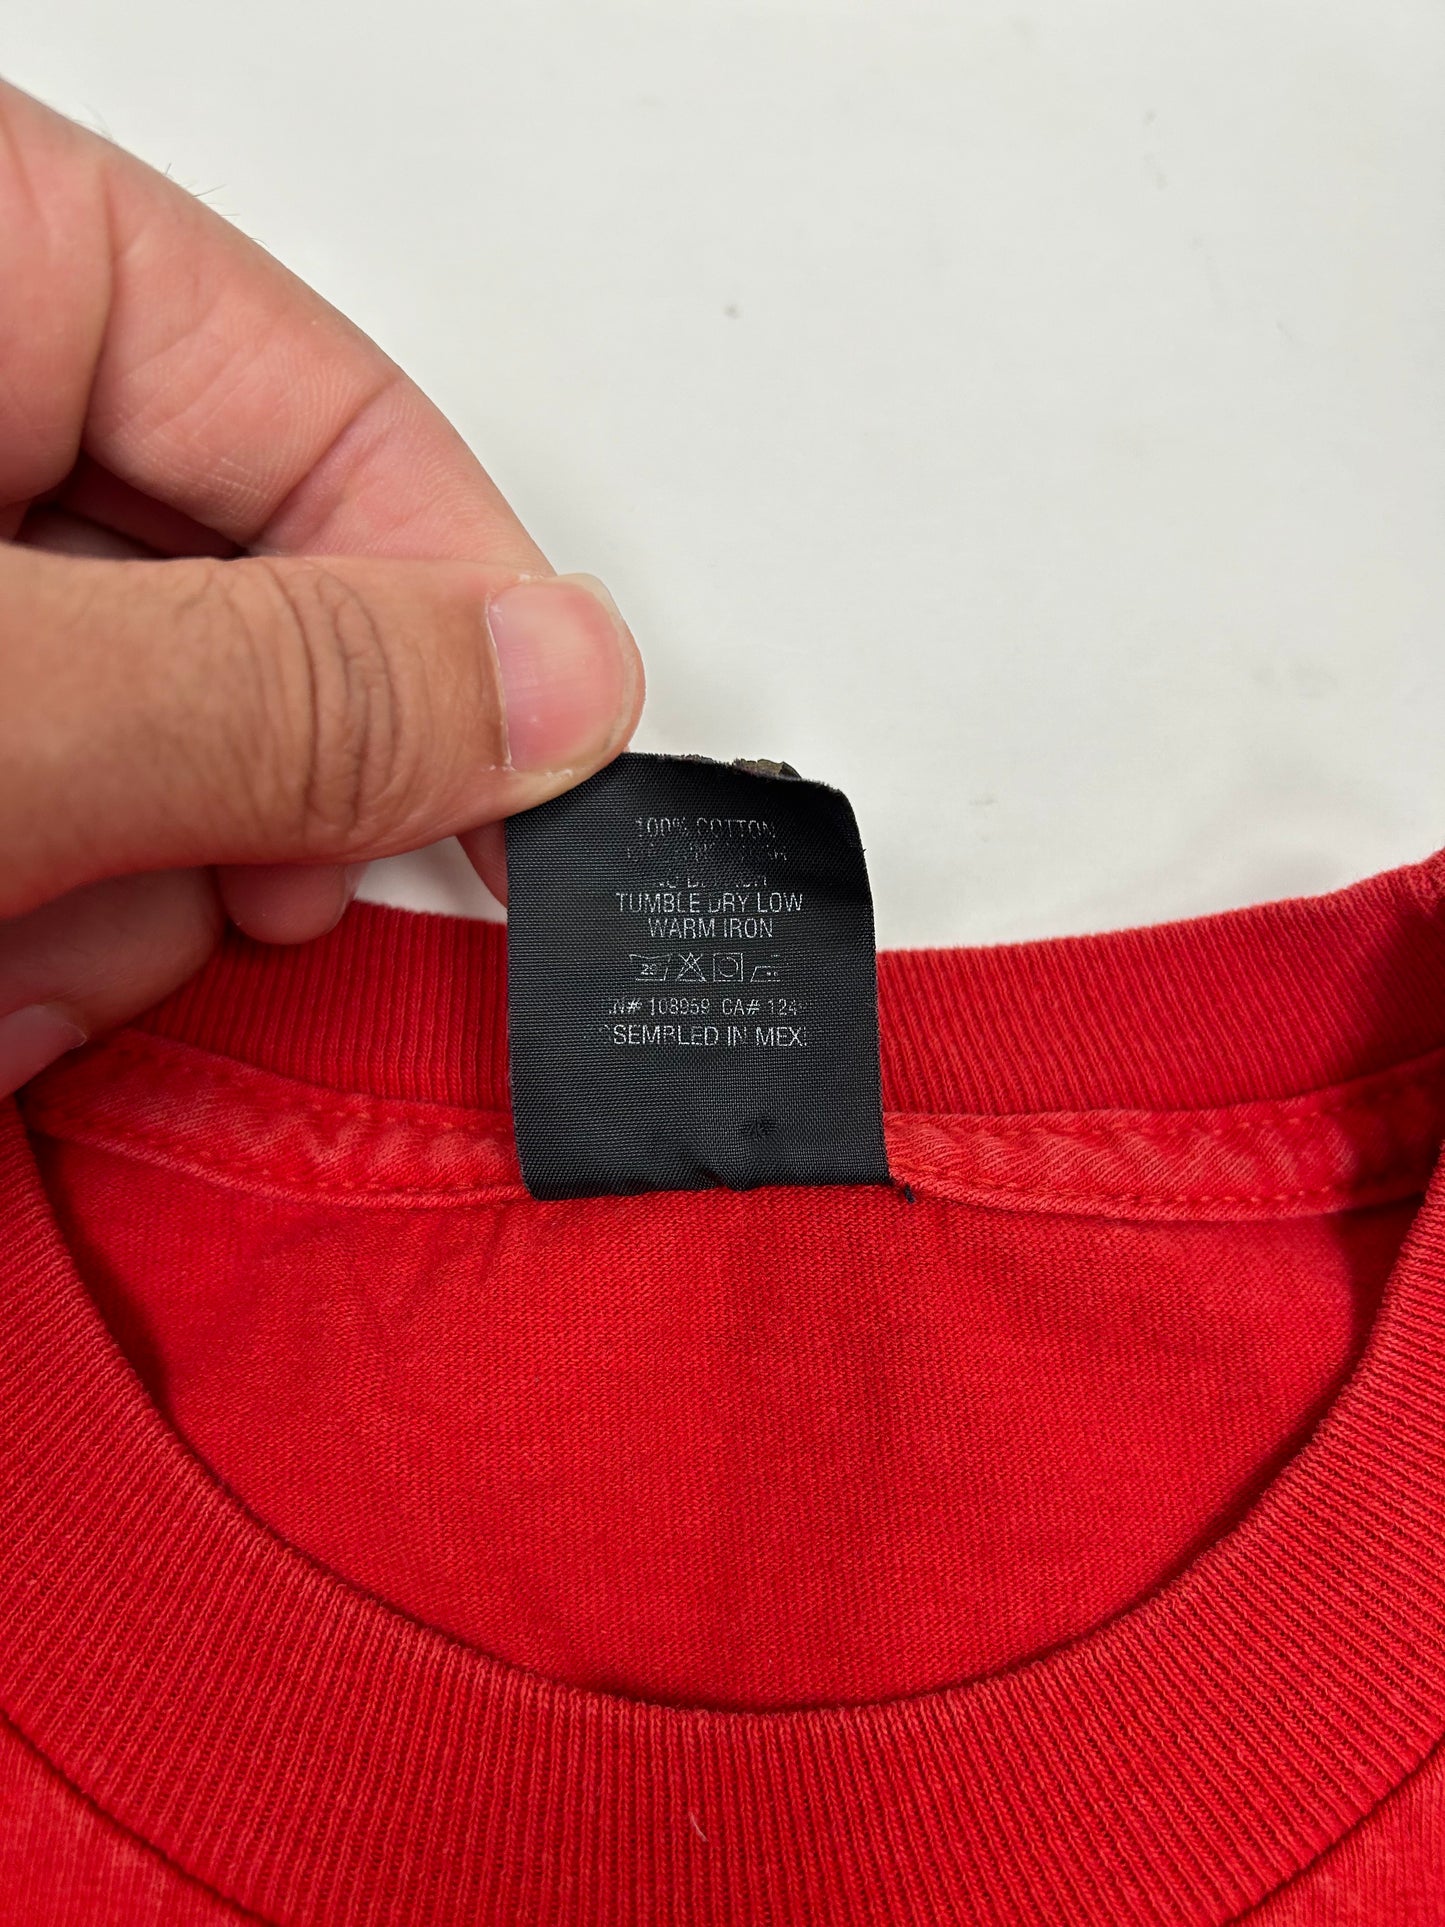 100% COTTON
TUMBLE DRY LOW
WARM IRON
N# 108959 CA# 124
SEMBLED IN MEX